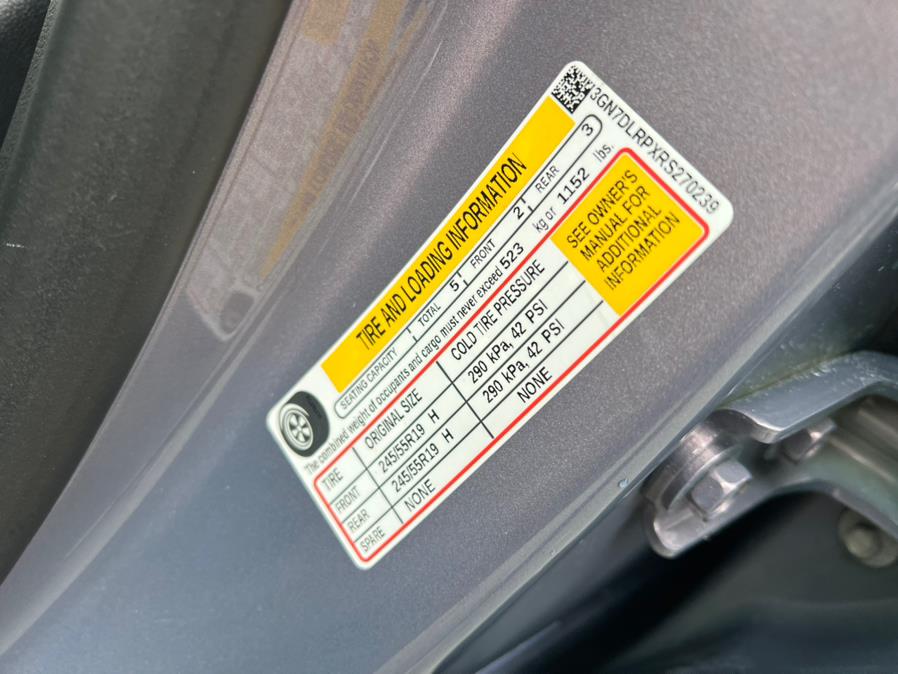 3GN7DLRPXRS270239
TIRE AND LOADING INFORMATION
SEATING CAPACITY TOTAL 5 FRONT 2 REAR 3
The combined weight of occupants and cargo must never exceed 523 kg or 1152 lbs.
TIRE ORIGINAL SIZE COLD TIRE PRESSURE
FRONT 245/55R19 H 290 kPa, 42 PSI
REAR 245/55R19 H 290 kPa, 42 PSI
SPARE NONE NONE
SEE OWNER'S
MANUAL FOR
ADDITIONAL
INFORMATION